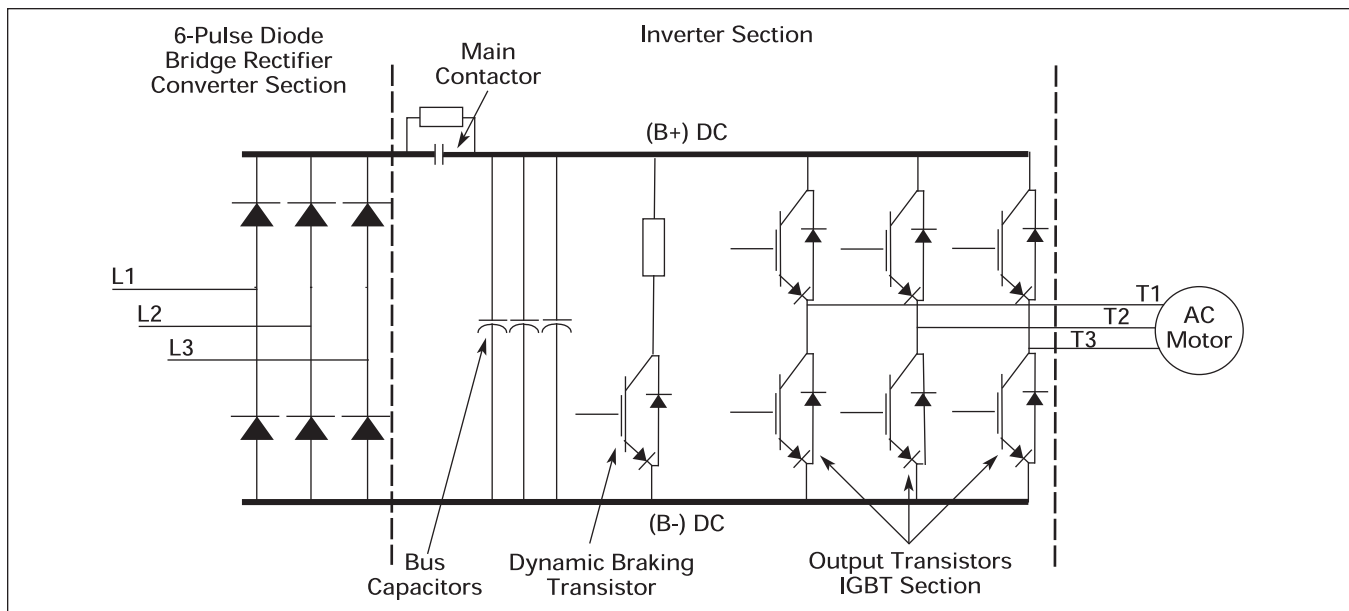 6-Pulse Diode
Bridge Rectifier
Converter Section
Inverter Section
Main
Contactor
(B+) DC
L1
L2
L3
T1
T2
T3
AC
Motor
(B-) DC
Bus
Capacitors
Dynamic Braking
Transistor
Output Transistors
IGBT Section